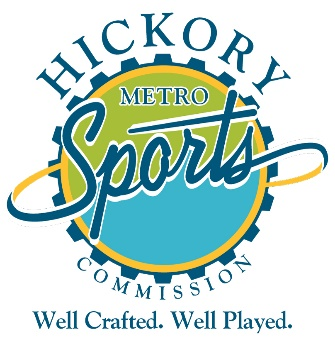 HICKORY
METRO
Sports
COMMISSION
Well Crafted. Well Played.